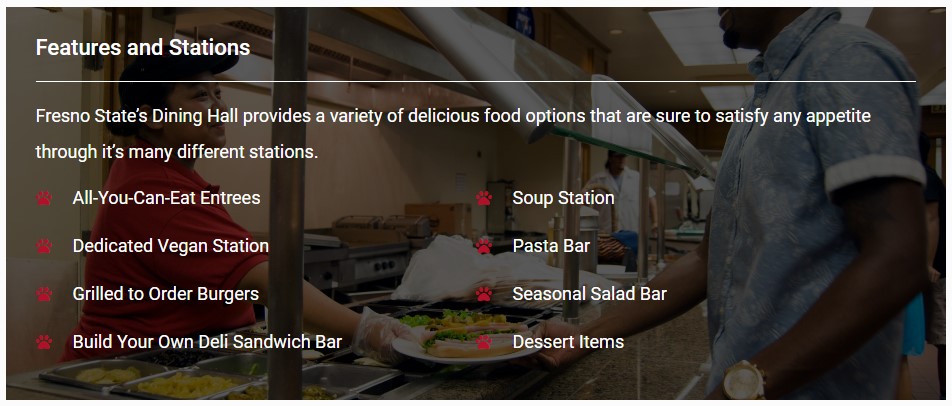 Features and Stations
Fresno State’s Dining Hall provides a variety of delicious food options that are sure to satisfy any appetite
through it’s many different stations.
All-You-Can-Eat Entrees
Soup Station
Dedicated Vegan Station
Pasta Bar
Grilled to Order Burgers
Seasonal Salad Bar
Build Your Own Deli Sandwich Bar
Dessert Items